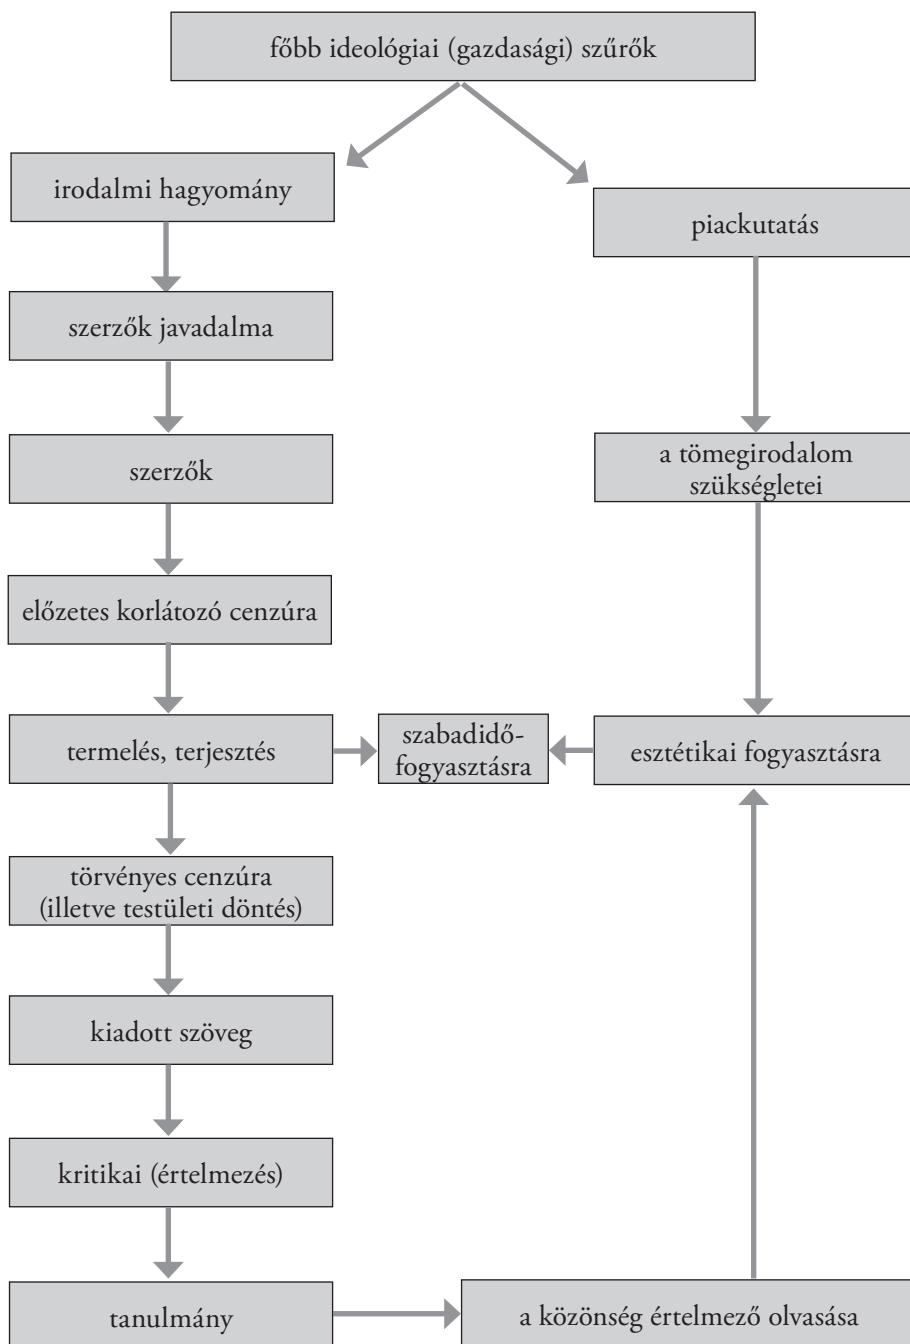 főbb ideológiai (gazdasági) szűrők
irodalmi hagyomány
piackutatás
szerzők javadalma
szerzők
a tömegirodalom
szükségletei
előzetes korlátozó cenzúra
termelés, terjesztés
szabadidő-
fogyasztásra
esztétikai fogyasztásra
törvényes cenzúra
(illetve testületi döntés)
kiadott szöveg
kritikai (értelmezés)
tanulmány
a közönség értelmező olvasása